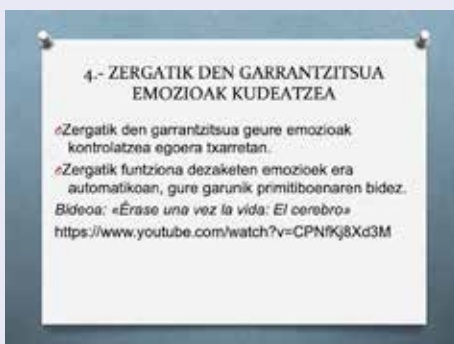 4.- ZERGATIK DEN GARRANTZITSUA
EMOZIOAK KUDEATZEA
Zergatik den garrantzitsua geure emozioak
kontrolatzea egoera txarretan.
Zergatik funtziona dezaketen emozioek era
automatikoan, gure garunik primitiboenaren bidez.
Bideoa: «Érase una vez la vida: El cerebro»
https://www.youtube.com/watch?v=CPNfKj8Xd3M